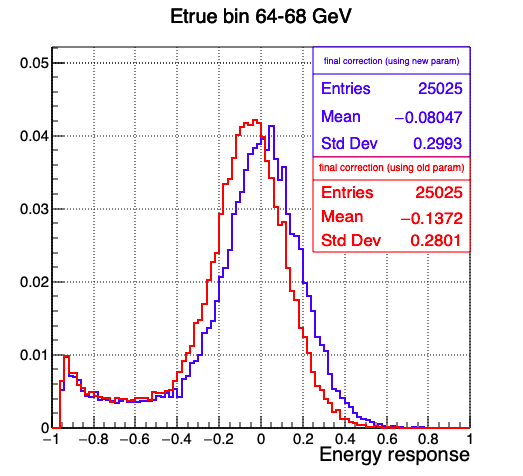 Etrue bin 64-68 GeV
final correction (using new param)
Entries 25025
Mean −0.08047
Std Dev 0.2993
final correction (using old param)
Entries 25025
Mean −0.1372
Std Dev 0.2801
0.05
0.04
0.03
0.02
0.01
0
−1 −0.8 −0.6 −0.4 −0.2 0 0.2 0.4 0.6 0.8 1
Energy response